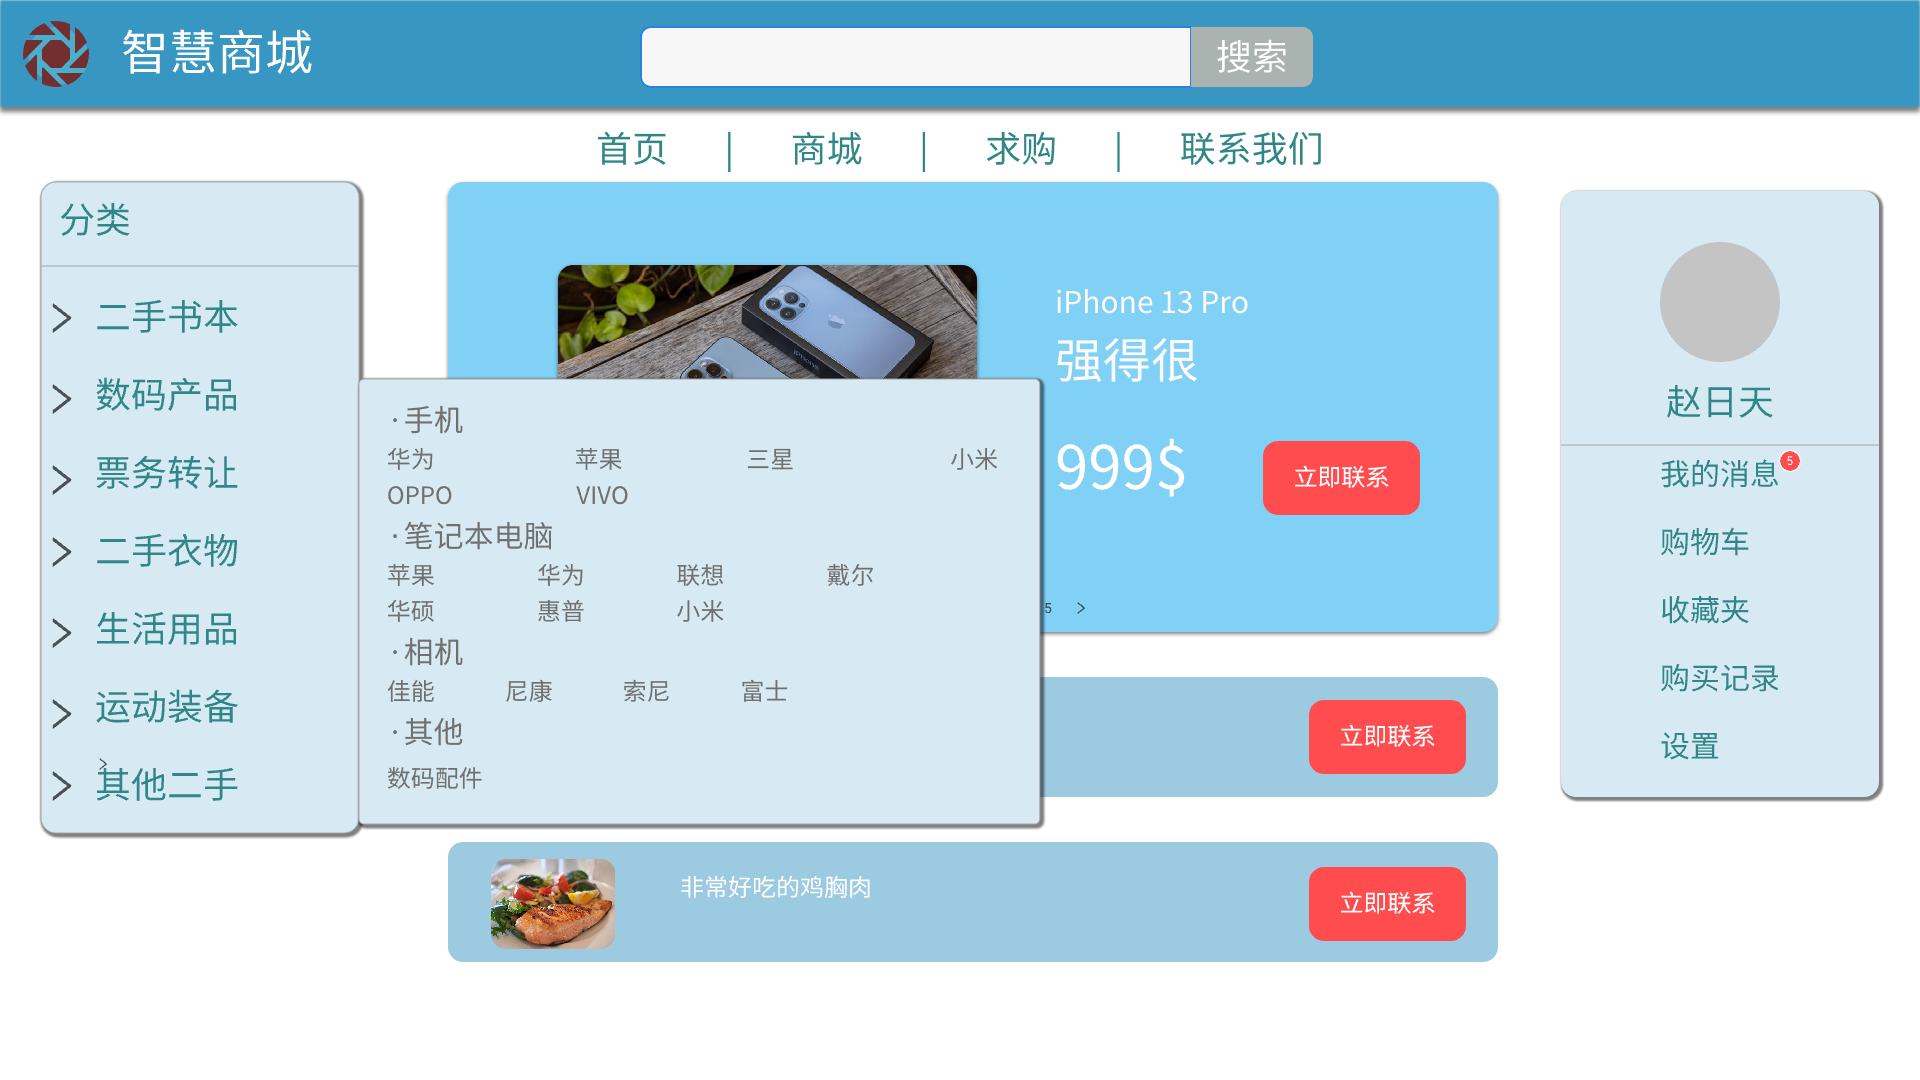 智慧商城
搜索
首页 | 商城 | 求购 | 联系我们
分类
二手书本
数码产品
票务转让
二手衣物
生活用品
运动装备
其他二手
iPhone 13 Pro
强得很
999$
立即联系
·手机
华为 苹果 三星 小米
OPPO VIVO
·笔记本电脑
苹果 华为 联想 戴尔
华硕 惠普 小米
·相机
佳能 尼康 索尼 富士
·其他
数码配件
5 >
立即联系
非常好吃的鸡胸肉
立即联系
赵日天
我的消息 5
购物车
收藏夹
购买记录
设置